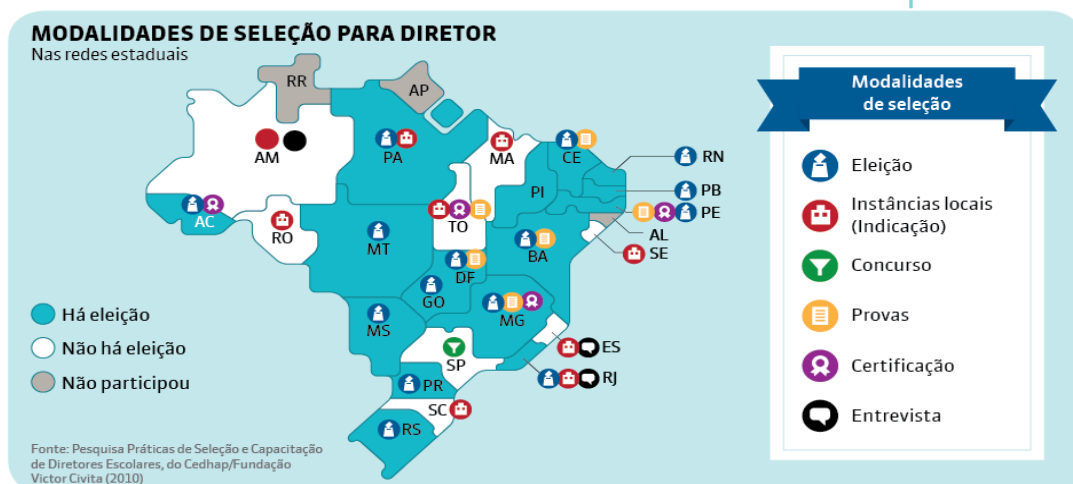 MODALIDADES DE SELEÇÃO PARA DIRETOR
Nas redes estaduais
RR
AP
AM
PA
MA
CE
RN
PB
PE
PI
AL
SE
AC
RO
TO
MT
BA
DF
GO
MG
MS
ES
SP
RJ
PR
SC
RS
Há eleição
Não há eleição
Não participou
Fonte: Pesquisa Práticas de Seleção e Capacitação
de Diretores Escolares, do Cedhap/Fundação
Victor Civita (2010)
Modalidades
de seleção
Eleição
Instâncias locais
(Indicação)
Concurso
Provas
Certificação
Entrevista